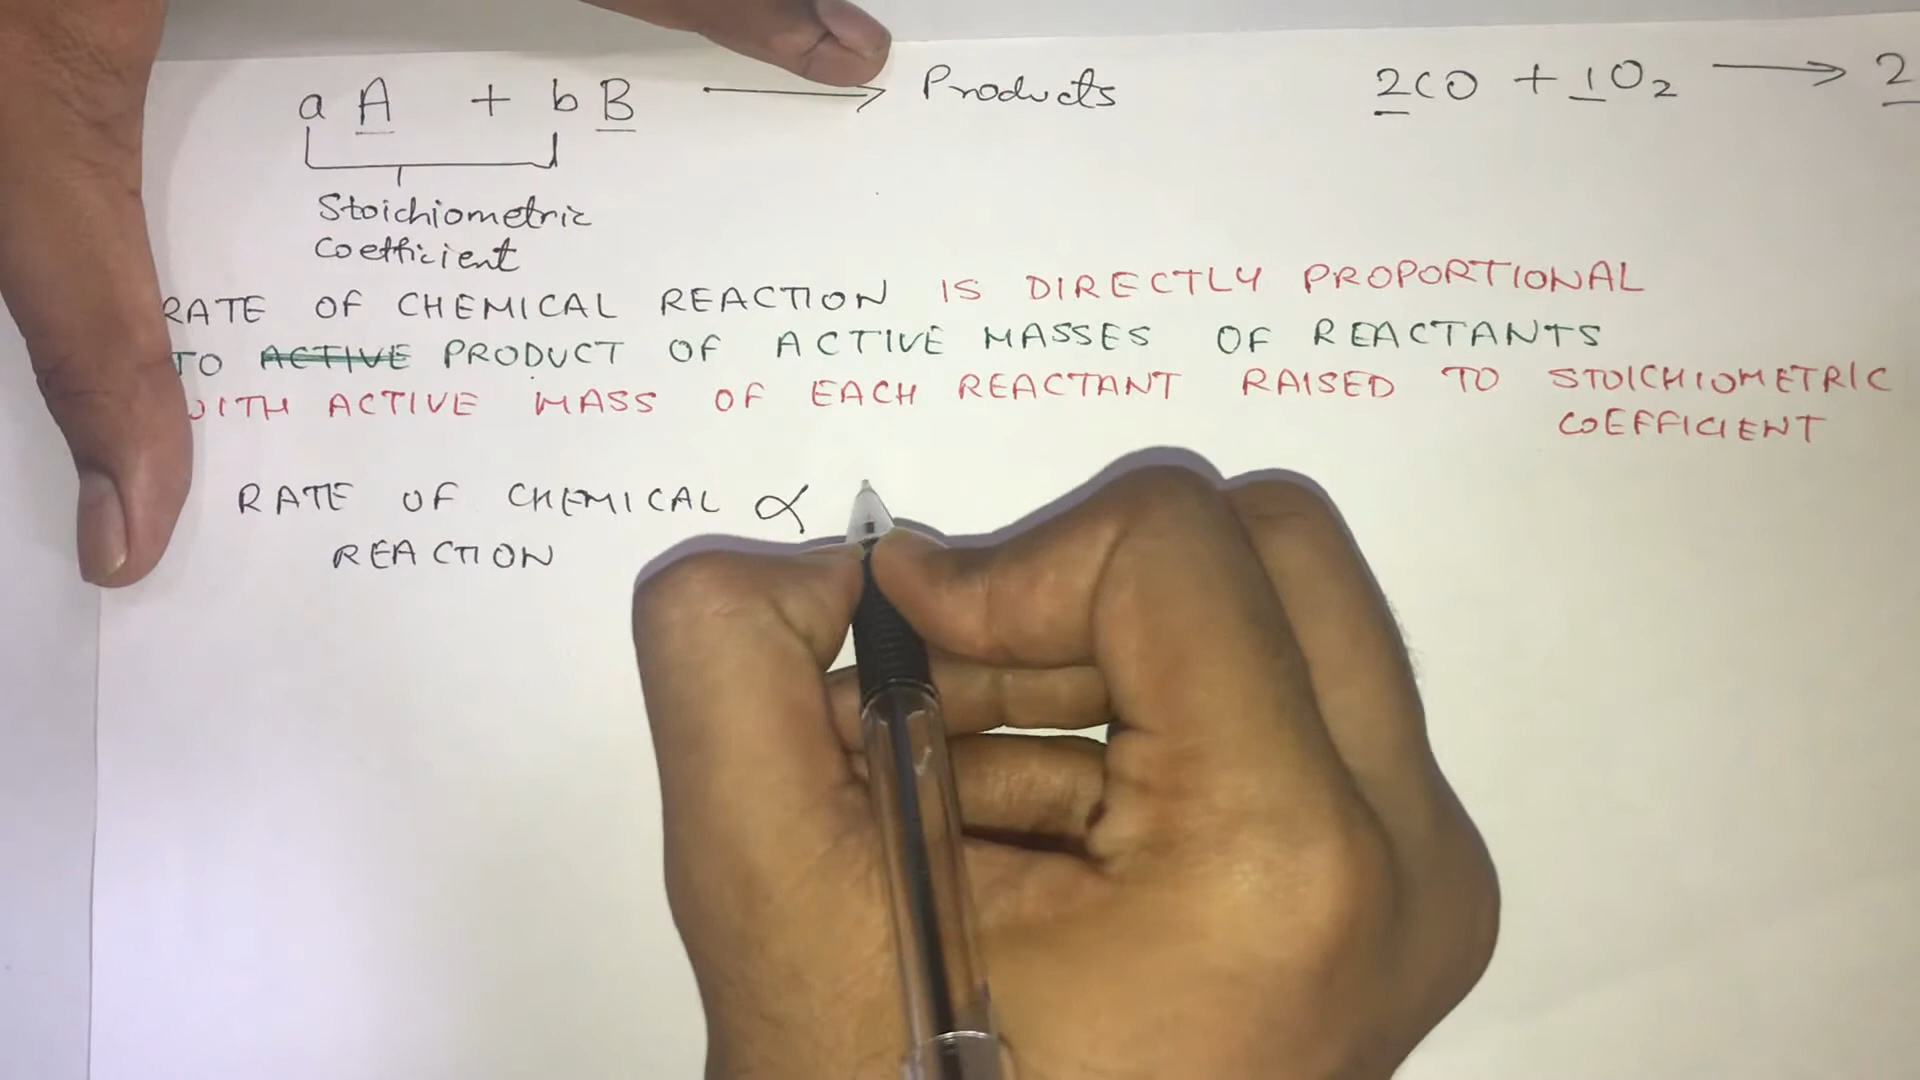 a A + b B ⟶ Products
2CO + 1O₂ ⟶ 2
Stoichiometric
Coefficient
RATE OF CHEMICAL REACTION IS DIRECTLY PROPORTIONAL
TO ACTIVE PRODUCT OF ACTIVE MASSES OF REACTANTS
WITH ACTIVE MASS OF EACH REACTANT RAISED TO STOICHIOMETRIC
COEFFICIENT
RATE OF CHEMICAL ∝
REACTION